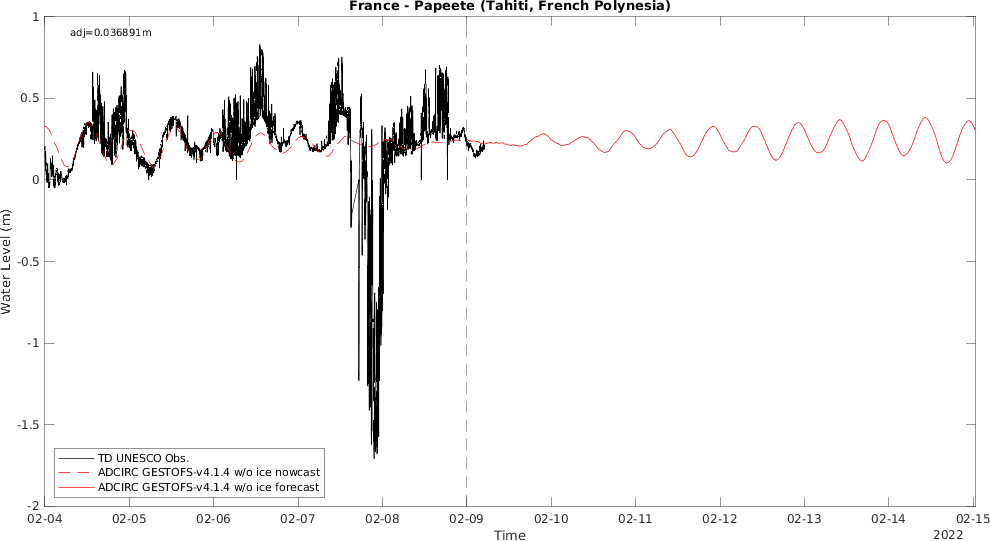 France - Papeete (Tahiti, French Polynesia)
adj=0.036891m
1
0.5
0
-0.5
-1
-1.5
-2
Water Level (m)
TD UNESCO Obs.
ADCIRC GESTOFS-v4.1.4 w/o ice nowcast
ADCIRC GESTOFS-v4.1.4 w/o ice forecast
02-04 02-05 02-06 02-07 02-08 02-09 02-10 02-11 02-12 02-13 02-14 02-15
Time
2022